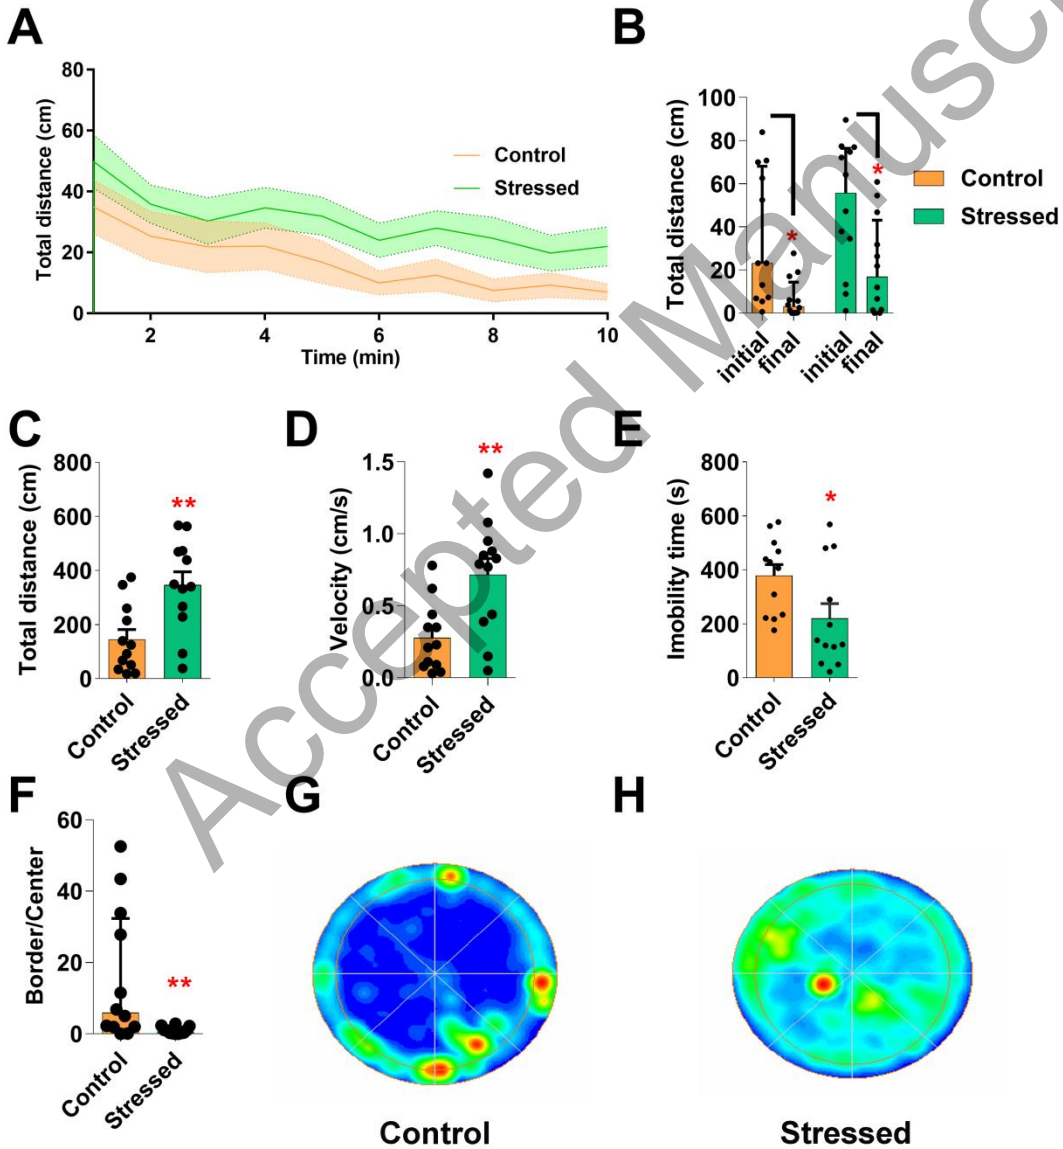 A
80
60
40
20
0
Total distance (cm)
2
4
6
8
10
Time (min)
Control
Stressed
B
100
80
60
40
20
0
Total distance (cm)
*
*
initial
final
initial
final
Control
Stressed
C
800
600
400
200
0
Total distance (cm)
**
Control
Stressed
D
1.5
1.0
0.5
0.0
Velocity (cm/s)
**
Control
Stressed
E
800
600
400
200
0
Imobility time (s)
*
Control
Stressed
F
60
40
20
0
Border/Center
**
Control
Stressed
G
Control
H
Stressed
Accepted Manusc